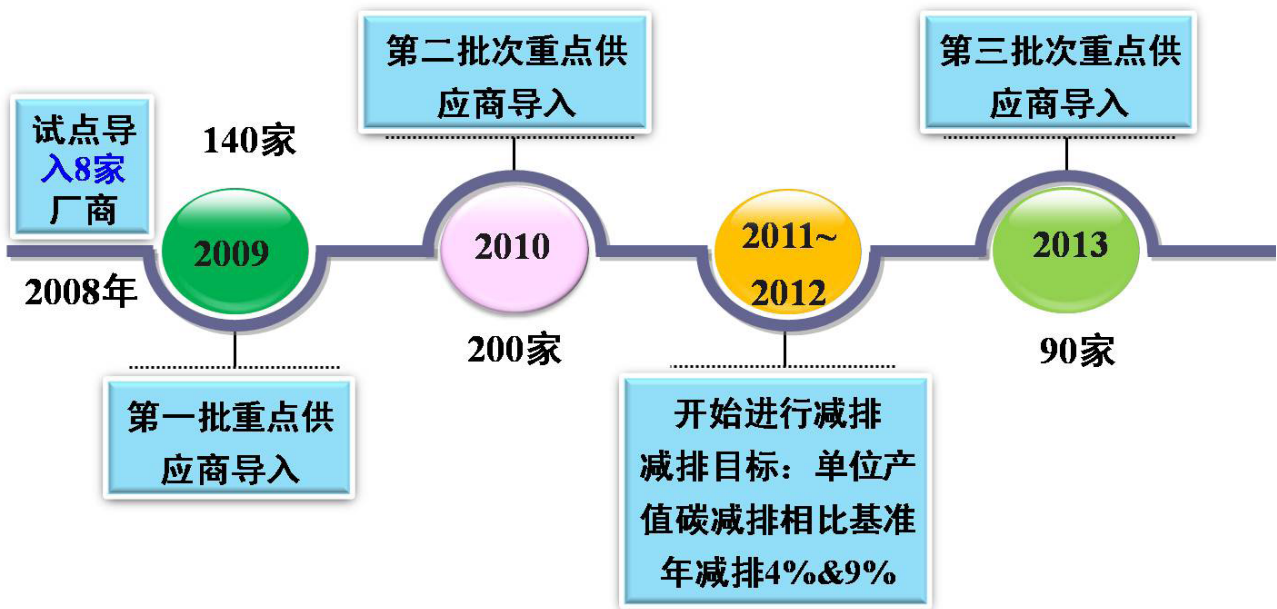 试点导
入8家
厂商
2008年
140家
2009
第一批重点供
应商导入
第二批次重点供
应商导入
2010
200家
2011~
2012
开始进行减排
减排目标：单位产
值碳减排相比基准
年减排4%&9%
第三批次重点供
应商导入
2013
90家